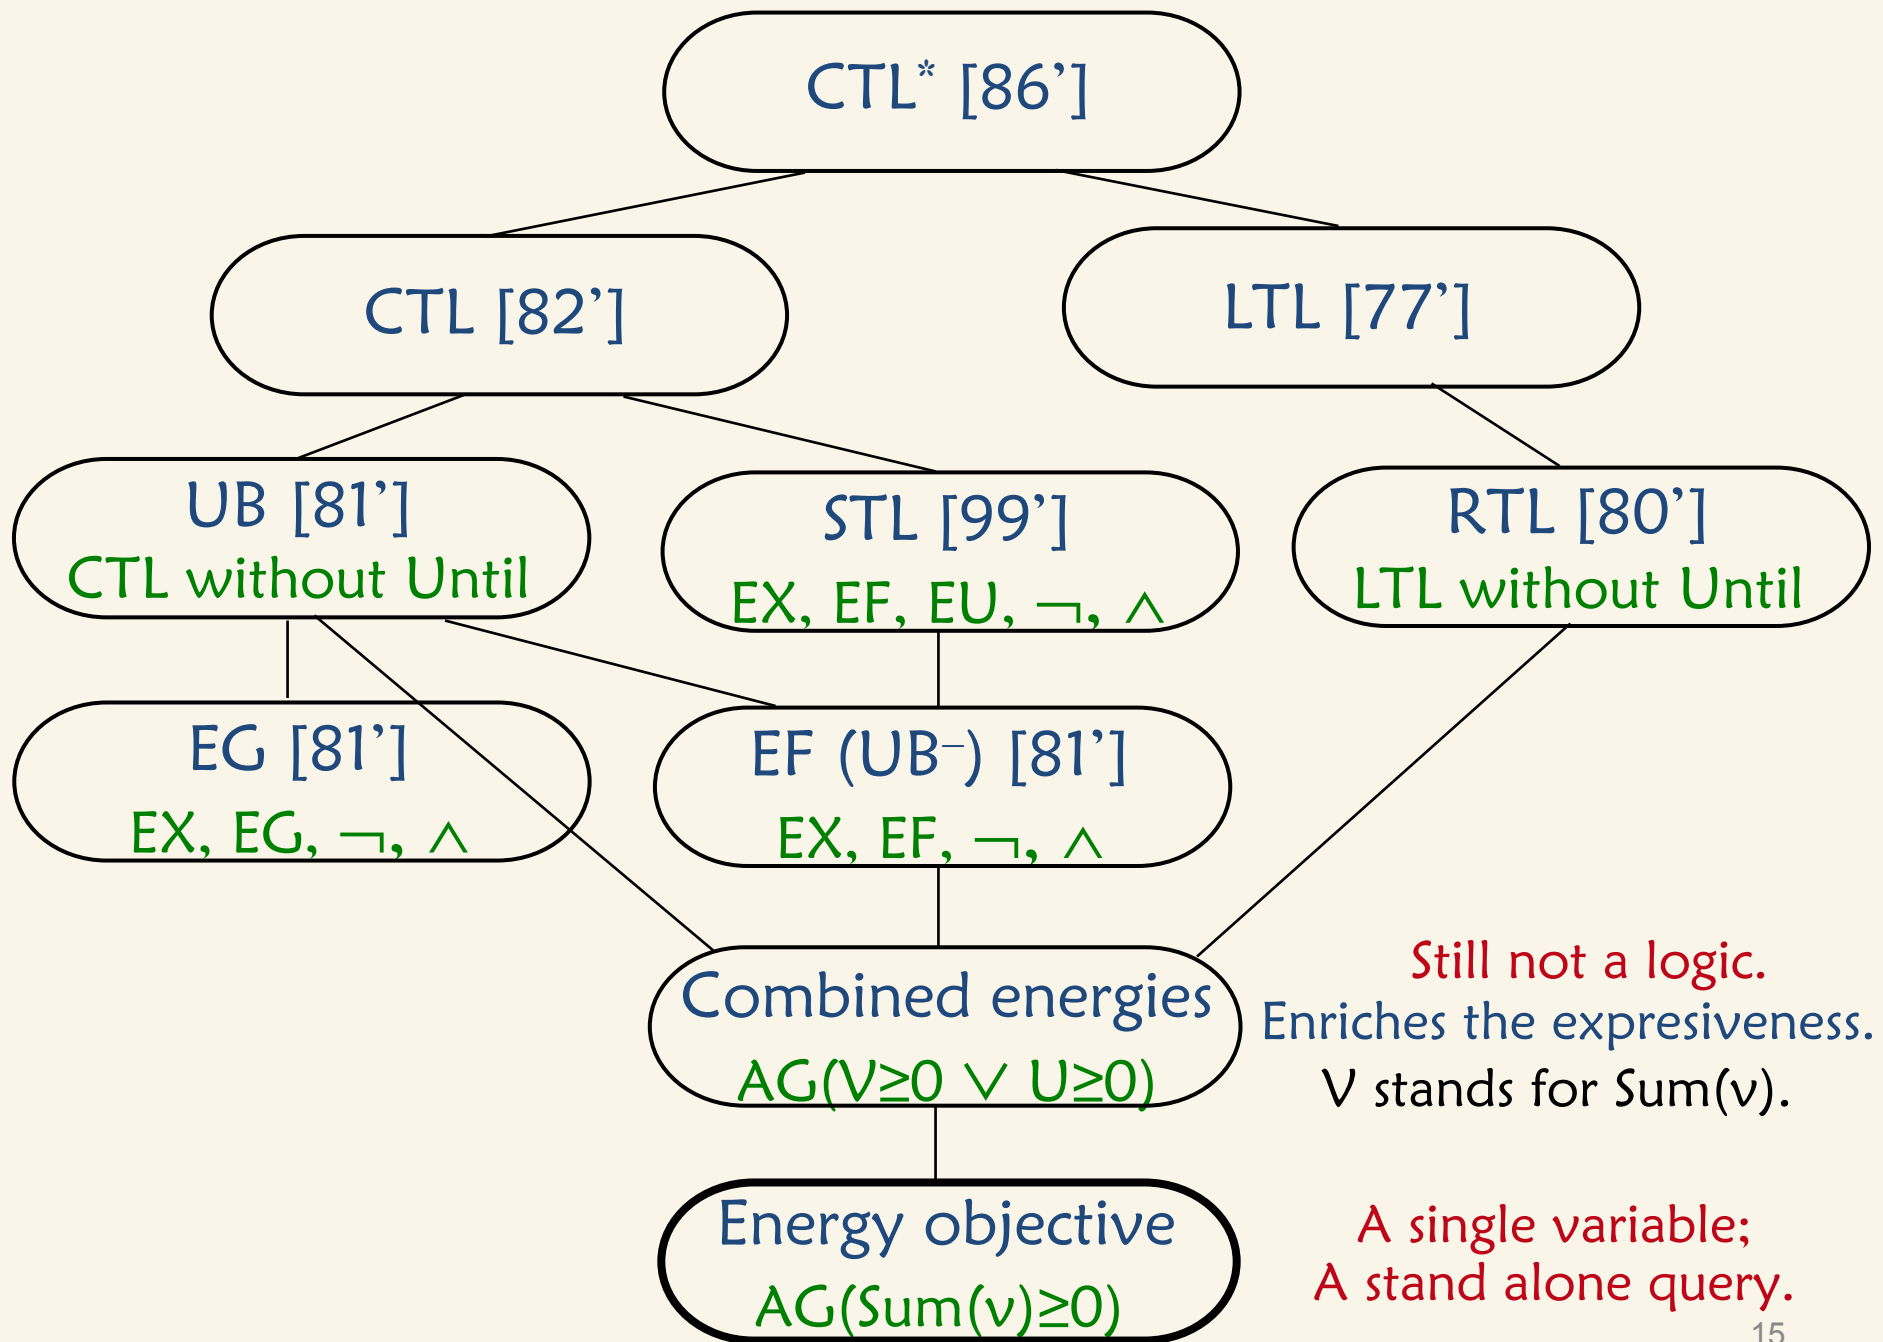 CTL* [86’]
CTL [82’]
LTL [77’]
UB [81’]
CTL without Until
STL [99’]
EX, EF, EU, ¬, ∧
RTL [80’]
LTL without Until
EG [81’]
EX, EG, ¬, ∧
EF (UB⁻) [81’]
EX, EF, ¬, ∧
Combined energies
AG(V≥0 ∨ U≥0)
Still not a logic.
Enriches the expresiveness.
V stands for Sum(v).
Energy objective
AG(Sum(v)≥0)
A single variable;
A stand alone query.
15